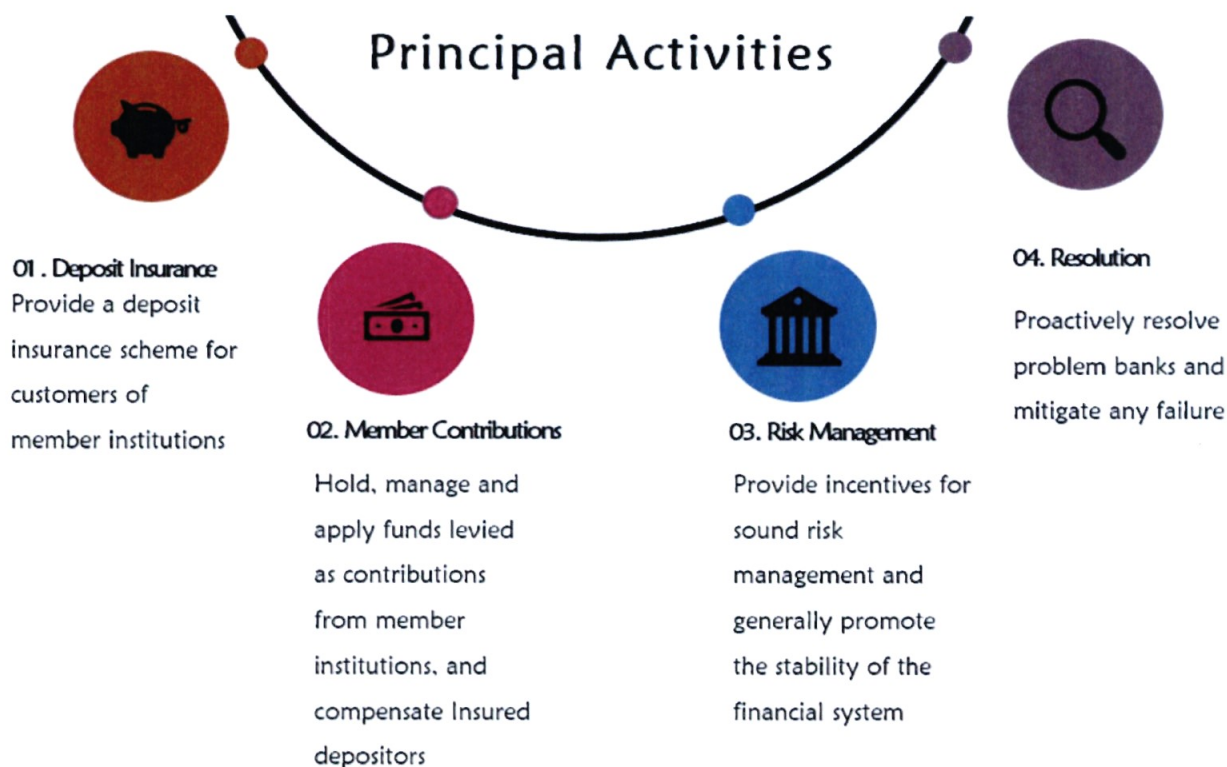 Principal Activities
01 . Deposit Insurance
Provide a deposit
insurance scheme for
customers of
member institutions
02. Member Contributions
Hold, manage and
apply funds levied
as contributions
from member
institutions, and
compensate Insured
depositors
03. Risk Management
Provide incentives for
sound risk
management and
generally promote
the stability of the
financial system
04. Resolution
Proactively resolve
problem banks and
mitigate any failure